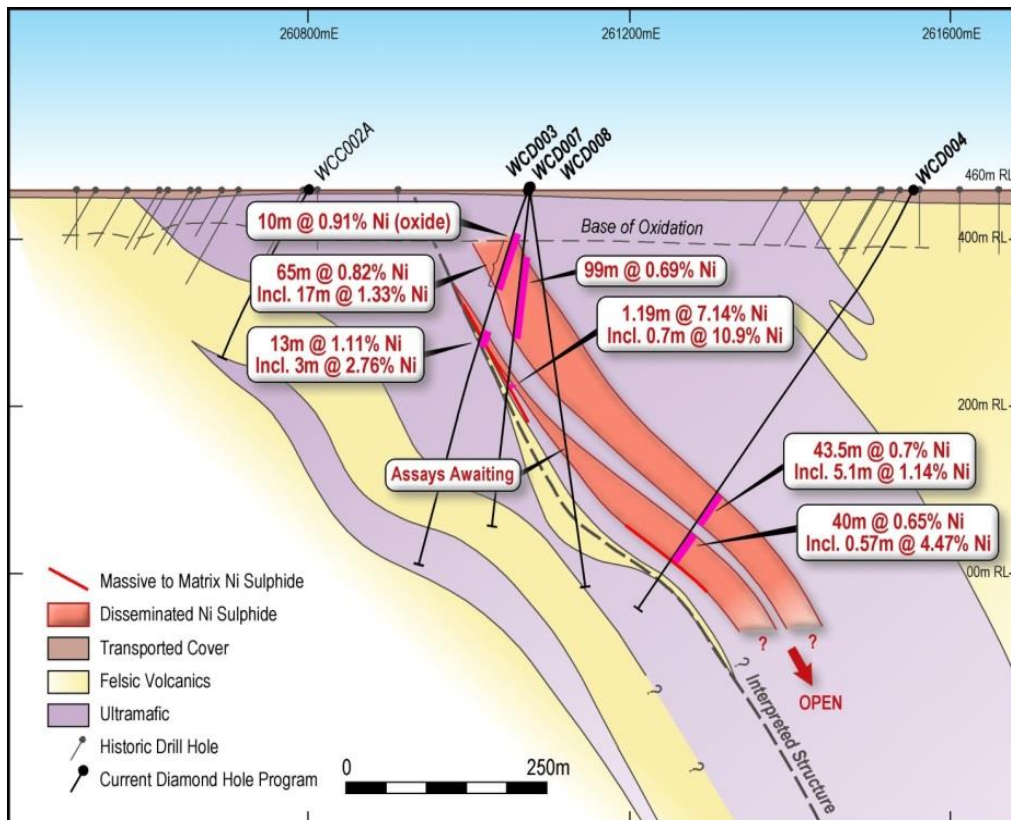 260800mE
261200mE
261600mE
WCC002A
WCD003
WCD007
WCD008
WCD004
460m RL
10m @ 0.91% Ni (oxide)
Base of Oxidation
400m RL
65m @ 0.82% Ni
Incl. 17m @ 1.33% Ni
99m @ 0.69% Ni
1.19m @ 7.14% Ni
Incl. 0.7m @ 10.9% Ni
13m @ 1.11% Ni
Incl. 3m @ 2.76% Ni
200m RL
43.5m @ 0.7% Ni
Incl. 5.1m @ 1.14% Ni
Assays Awaiting
40m @ 0.65% Ni
Incl. 0.57m @ 4.47% Ni
00m RL
Massive to Matrix Ni Sulphide
Disseminated Ni Sulphide
Transported Cover
Felsic Volcanics
Ultramafic
Historic Drill Hole
Current Diamond Hole Program
?
?
?
?
?
OPEN
Interpreted Structure
0
250m